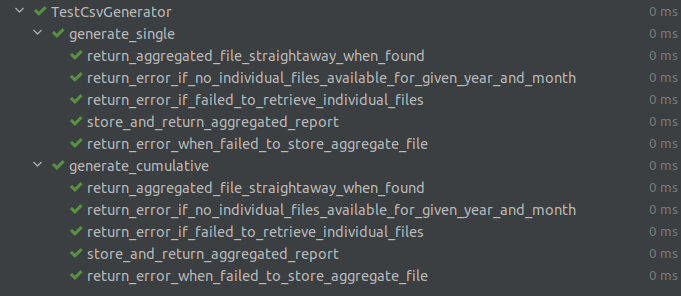 TestCsvGenerator 0 ms
generate_single 0 ms
return_aggregated_file_straightaway_when_found 0 ms
return_error_if_no_individual_files_available_for_given_year_and_month 0 ms
return_error_if_failed_to_retrieve_individual_files 0 ms
store_and_return_aggregated_report 0 ms
return_error_when_failed_to_store_aggregate_file 0 ms
generate_cumulative 0 ms
return_aggregated_file_straightaway_when_found 0 ms
return_error_if_no_individual_files_available_for_given_year_and_month 0 ms
return_error_if_failed_to_retrieve_individual_files 0 ms
store_and_return_aggregated_report 0 ms
return_error_when_failed_to_store_aggregate_file 0 ms